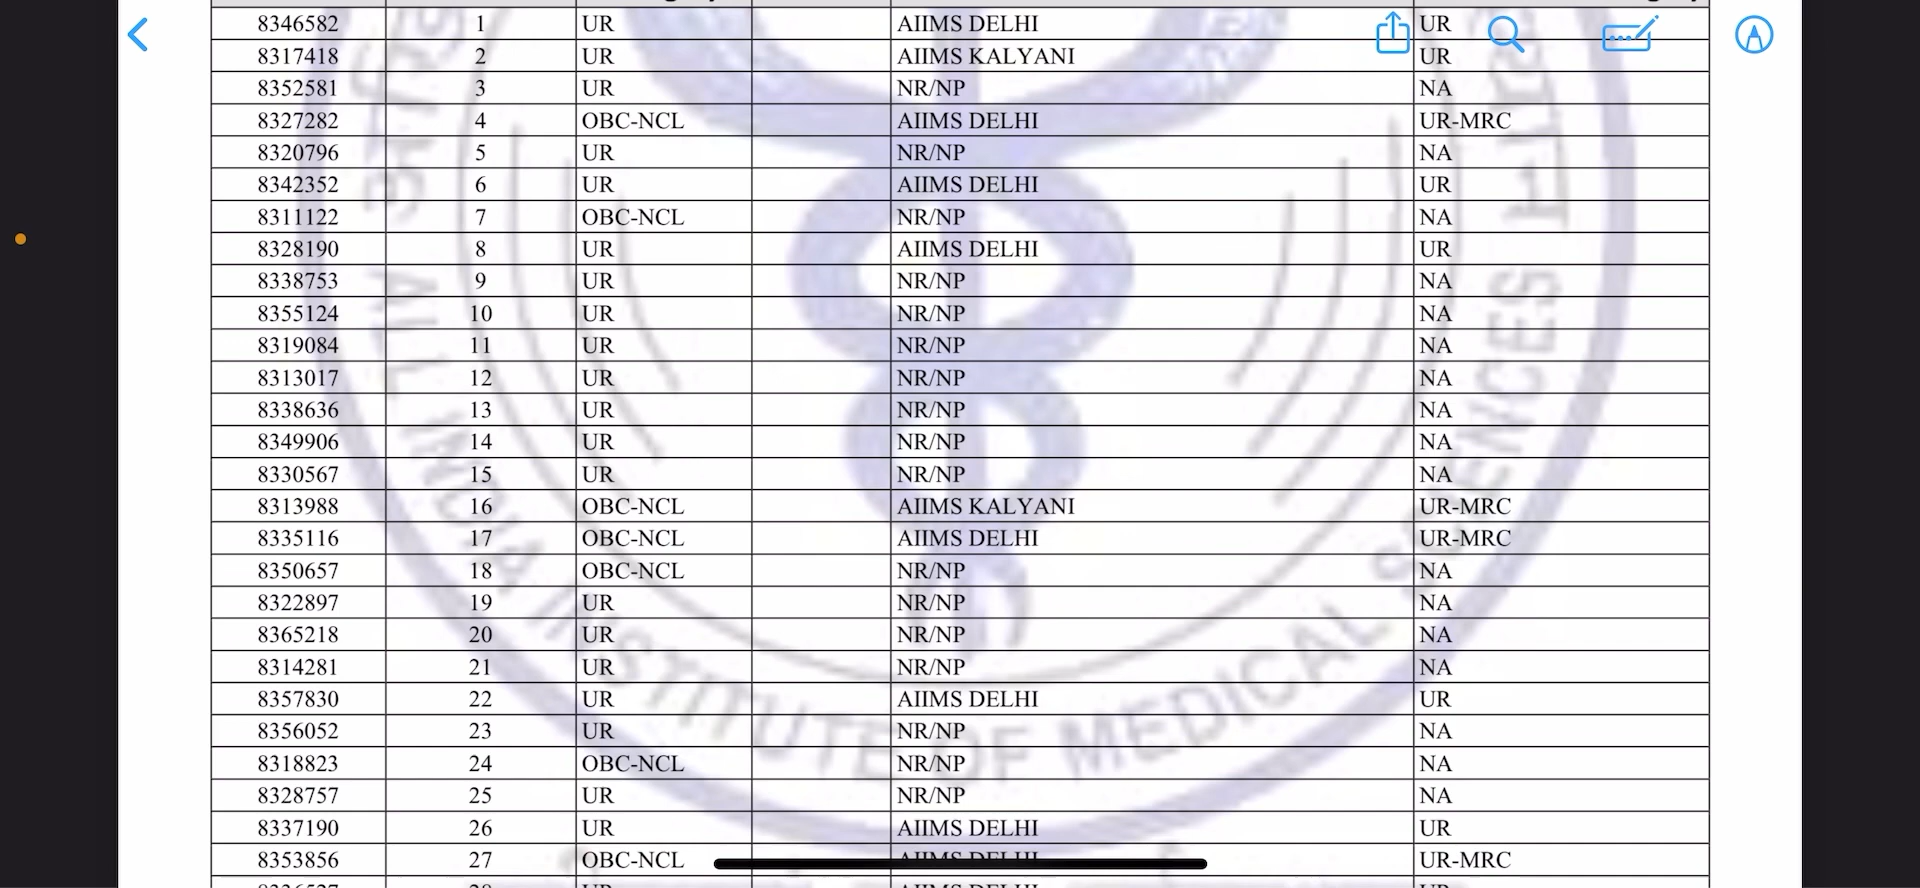 8346582 1 UR AIIMS DELHI UR
8317418 2 UR AIIMS KALYANI UR
8352581 3 UR NR/NP NA
8327282 4 OBC-NCL AIIMS DELHI UR-MRC
8320796 5 UR NR/NP NA
8342352 6 UR AIIMS DELHI UR
8311122 7 OBC-NCL NR/NP NA
8328190 8 UR AIIMS DELHI UR
8338753 9 UR NR/NP NA
8355124 10 UR NR/NP NA
8319084 11 UR NR/NP NA
8313017 12 UR NR/NP NA
8338636 13 UR NR/NP NA
8349906 14 UR NR/NP NA
8330567 15 UR NR/NP NA
8313988 16 OBC-NCL AIIMS KALYANI UR-MRC
8335116 17 OBC-NCL AIIMS DELHI UR-MRC
8350657 18 OBC-NCL NR/NP NA
8322897 19 UR NR/NP NA
8365218 20 UR NR/NP NA
8314281 21 UR NR/NP NA
8357830 22 UR AIIMS DELHI UR
8356052 23 UR NR/NP NA
8318823 24 OBC-NCL NR/NP NA
8328757 25 UR NR/NP NA
8337190 26 UR AIIMS DELHI UR
8353856 27 OBC-NCL AIIMS DELHI UR-MRC
ALL INDIA INSTITUTE OF MEDICAL SCIENCES